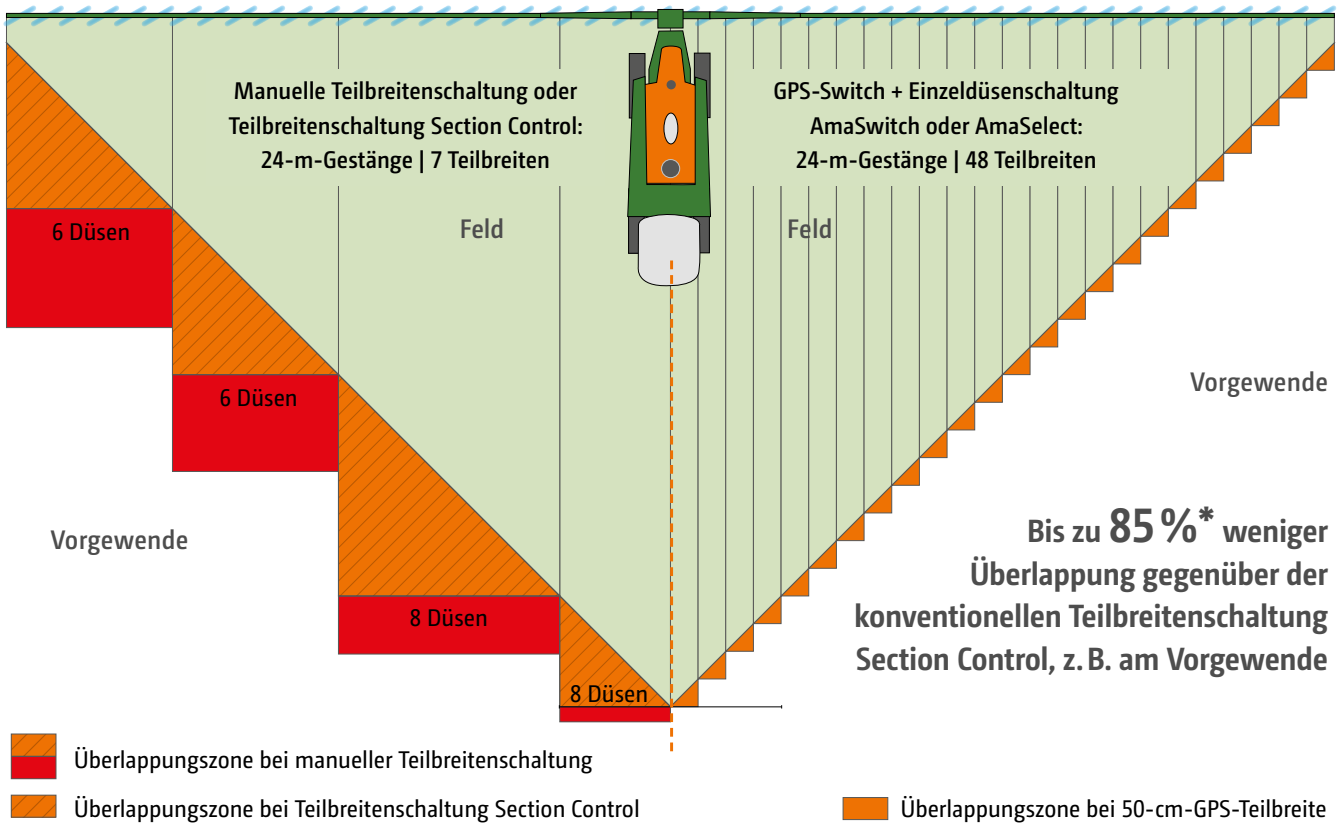 Manuelle Teilbreitenschaltung oder
Teilbreitenschaltung Section Control:
24-m-Gestänge | 7 Teilbreiten
GPS-Switch + Einzeldüsenschaltung
AmaSwitch oder AmaSelect:
24-m-Gestänge | 48 Teilbreiten
Feld
Feld
6 Düsen
6 Düsen
8 Düsen
8 Düsen
Vorgewende
Vorgewende
Bis zu 85 %* weniger
Überlappung gegenüber der
konventionellen Teilbreitenschaltung
Section Control, z. B. am Vorgewende
Überlappungszone bei manueller Teilbreitenschaltung
Überlappungszone bei Teilbreitenschaltung Section Control
Überlappungszone bei 50-cm-GPS-Teilbreite